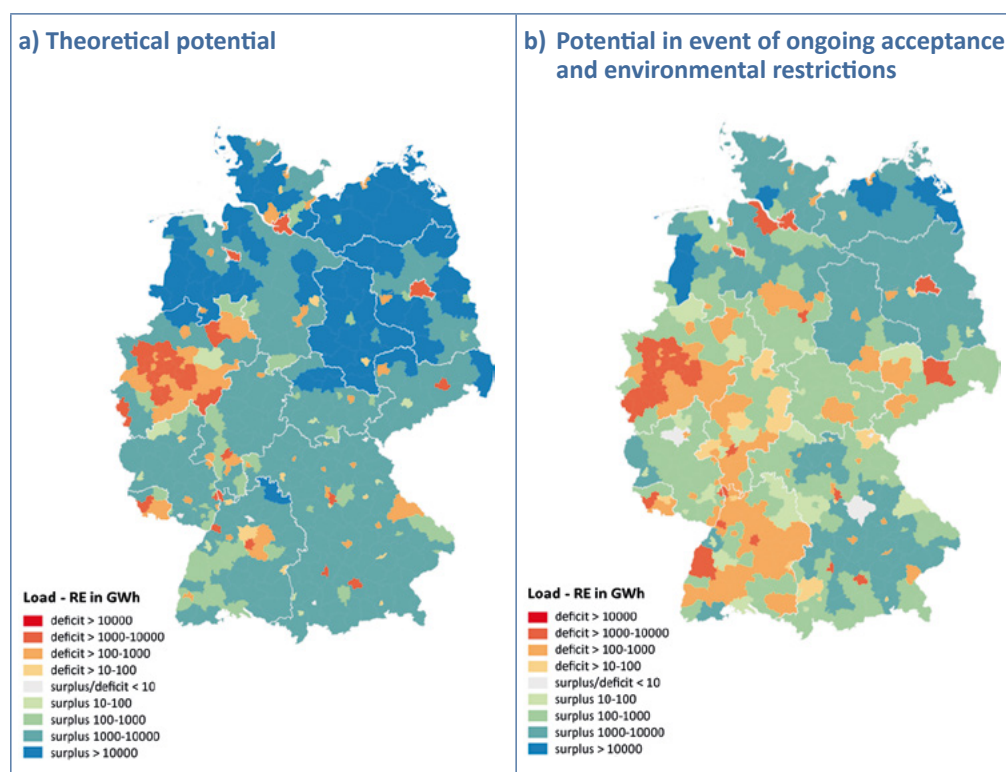 a) Theoretical potential
b) Potential in event of ongoing acceptance
and environmental restrictions
Load - RE in GWh
deficit > 10000
deficit > 1000-10000
deficit > 100-1000
deficit > 10-100
surplus/deficit < 10
surplus 10-100
surplus 100-1000
surplus 1000-10000
surplus > 10000
Load - RE in GWh
deficit > 10000
deficit > 1000-10000
deficit > 100-1000
deficit > 10-100
surplus/deficit < 10
surplus 10-100
surplus 100-1000
surplus 1000-10000
surplus > 10000